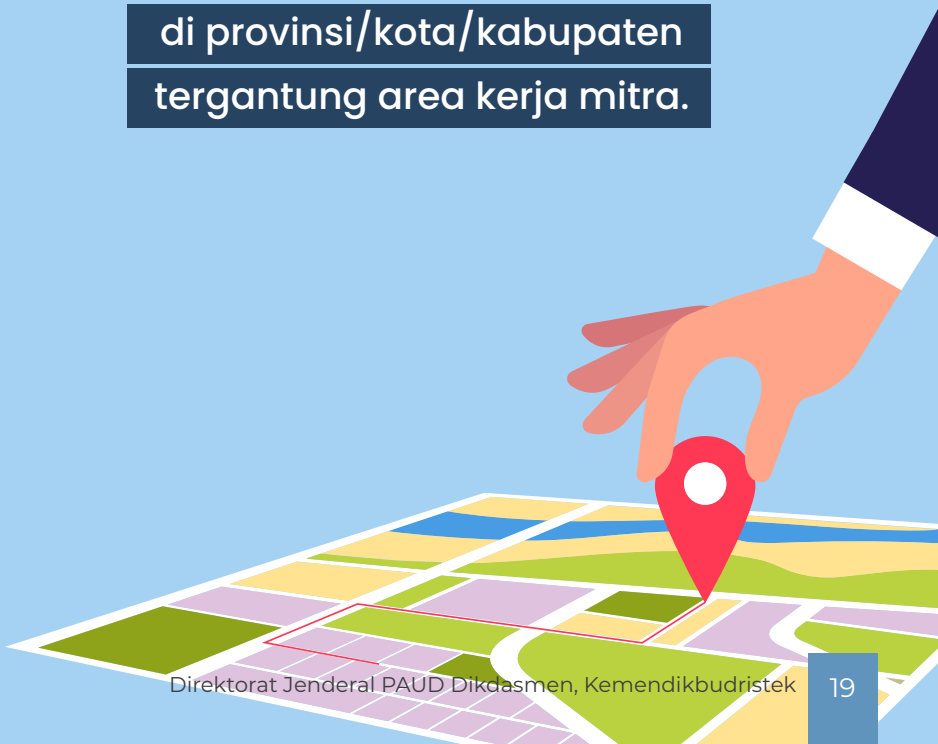 di provinsi/kota/kabupaten
tergantung area kerja mitra.
Direktorat Jenderal PAUD Dikdasmen, Kemendikbudristek
19